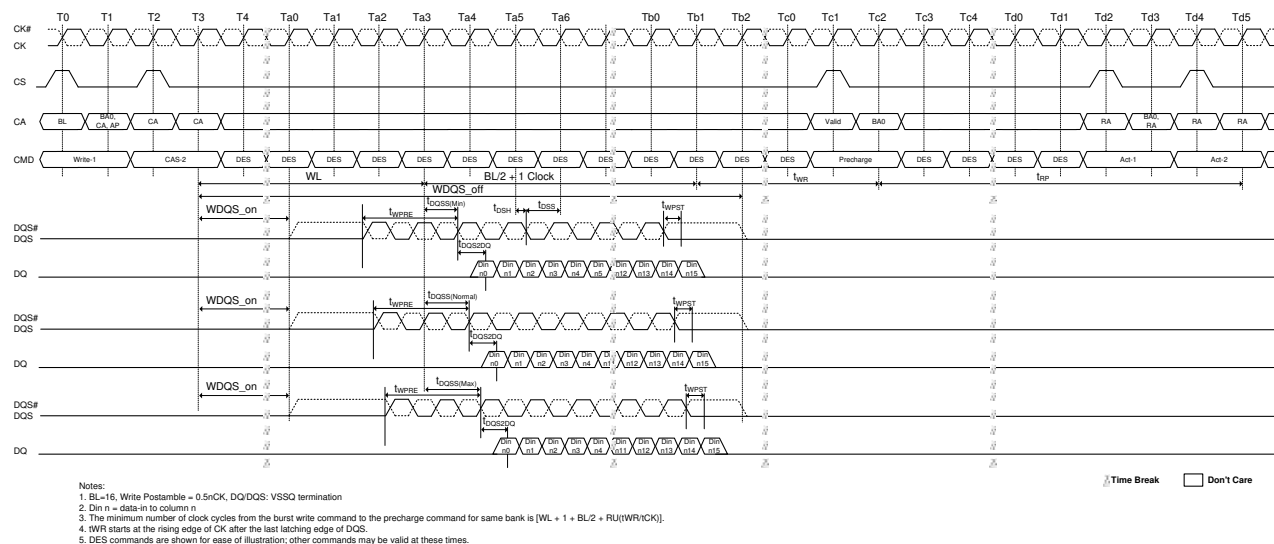 T0 T1 T2 T3 T4 Ta0 Ta1 Ta2 Ta3 Ta4 Ta5 Ta6 Tb0 Tb1 Tb2 Tc0 Tc1 Tc2 Tc3 Tc4 Td0 Td1 Td2 Td3 Td4 Td5
CK#
CK
CS
CA BL BA0, CA, AP CA CA Valid BA0 RA BA0, RA RA RA
CMD Write-1 CAS-2 DES DES DES DES DES DES DES DES DES DES DES DES DES Precharge DES DES DES DES Act-1 Act-2
WL BL/2 + 1 Clock tWR tRP
WDQS_off
WDQS_on tWPRE tDQSS(Min) tDSH tDSS tWPST
DQS#
DQS
tDQS2DQ
DQ Din n0 Din n1 Din n2 Din n3 Din n4 Din n5 Din n12 Din n13 Din n14 Din n15
WDQS_on tWPRE tDQSS(Normal) tWPST
DQS#
DQS
tDQS2DQ
DQ Din n0 Din n1 Din n2 Din n3 Din n4 Din n12 Din n13 Din n14 Din n15
WDQS_on tWPRE tDQSS(Max) tWPST
DQS#
DQS
tDQS2DQ
DQ Din n0 Din n1 Din n2 Din n3 Din n4 Din n11 Din n12 Din n13 Din n14 Din n15
Time Break Don't Care
Notes:
1. BL=16, Write Postamble = 0.5nCK, DQ/DQS: VSSQ termination
2. Din n = data-in to column n
3. The minimum number of clock cycles from the burst write command to the precharge command for same bank is [WL + 1 + BL/2 + RU(tWR/tCK)].
4. tWR starts at the rising edge of CK after the last latching edge of DQS.
5. DES commands are shown for ease of illustration; other commands may be valid at these times.